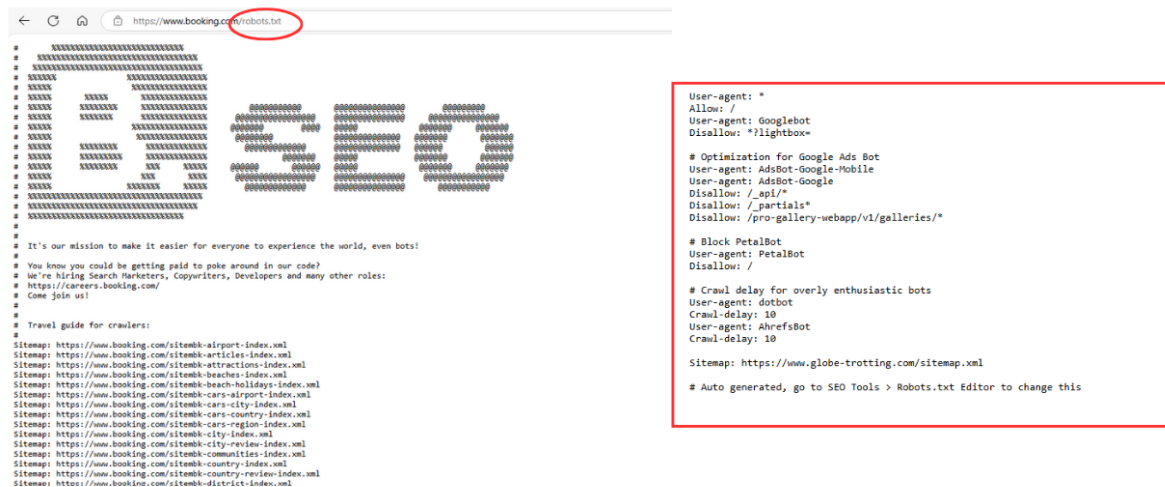 https://www.booking.com/robots.txt
B.
SEO
# It's our mission to make it easier for everyone to experience the world, even bots!
#
# You know you could be getting paid to poke around in our code?
# We're hiring Search Marketers, Copywriters, Developers and many other roles:
# https://careers.booking.com/
# Come join us!
#
#
# Travel guide for crawlers:
#
Sitemap: https://www.booking.com/sitembk-airport-index.xml
Sitemap: https://www.booking.com/sitembk-articles-index.xml
Sitemap: https://www.booking.com/sitembk-attractions-index.xml
Sitemap: https://www.booking.com/sitembk-beaches-index.xml
Sitemap: https://www.booking.com/sitembk-beach-holidays-index.xml
Sitemap: https://www.booking.com/sitembk-cars-airport-index.xml
Sitemap: https://www.booking.com/sitembk-cars-city-index.xml
Sitemap: https://www.booking.com/sitembk-cars-country-index.xml
Sitemap: https://www.booking.com/sitembk-cars-region-index.xml
Sitemap: https://www.booking.com/sitembk-city-index.xml
Sitemap: https://www.booking.com/sitembk-city-review-index.xml
Sitemap: https://www.booking.com/sitembk-communities-index.xml
Sitemap: https://www.booking.com/sitembk-country-index.xml
Sitemap: https://www.booking.com/sitembk-country-review-index.xml
Sitemap: https://www.booking.com/sitembk-district-index.xml
User-agent: *
Allow: /
User-agent: Googlebot
Disallow: *?lightbox=

# Optimization for Google Ads Bot
User-agent: AdsBot-Google-Mobile
User-agent: AdsBot-Google
Disallow: /_api/*
Disallow: /_partials*
Disallow: /pro-gallery-webapp/v1/galleries/*

# Block PetalBot
User-agent: PetalBot
Disallow: /

# Crawl delay for overly enthusiastic bots
User-agent: dotbot
Crawl-delay: 10
User-agent: AhrefsBot
Crawl-delay: 10

Sitemap: https://www.globe-trotting.com/sitemap.xml

# Auto generated, go to SEO Tools > Robots.txt Editor to change this